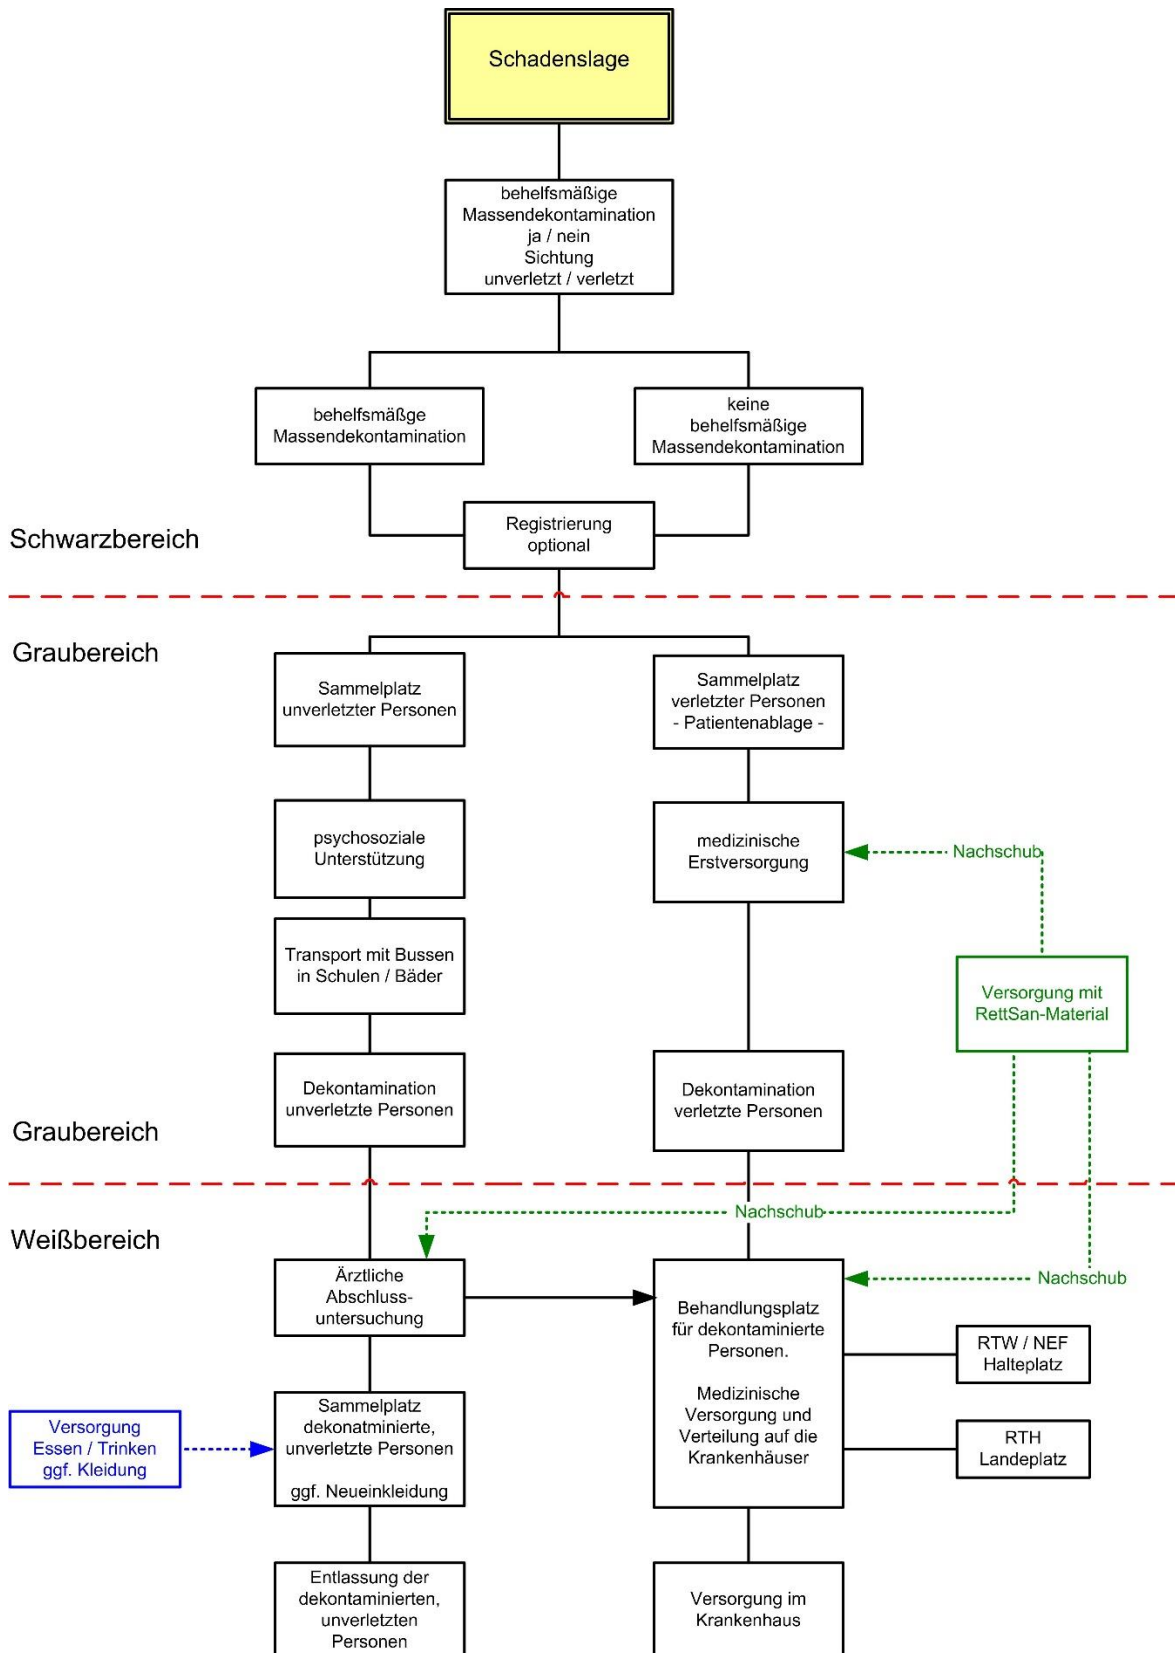 Schadenslage
behelfsmäßige
Massendekontamination
ja / nein
Sichtung
unverletzt / verletzt
behelfsmäßge
Massendekontamination
keine
behelfsmäßige
Massendekontamination
Registrierung
optional
Schwarzbereich
Graubereich
Sammelplatz
unverletzter Personen
Sammelplatz
verletzter Personen
- Patientenablage -
psychosoziale
Unterstützung
medizinische
Erstversorgung
Nachschub
Transport mit Bussen
in Schulen / Bäder
Versorgung mit
RettSan-Material
Dekontamination
unverletzte Personen
Dekontamination
verletzte Personen
Graubereich
Weißbereich
Nachschub
Nachschub
Ärztliche
Abschluss-
untersuchung
Behandlungsplatz
für dekontaminierte
Personen.
Medizinische
Versorgung und
Verteilung auf die
Krankenhäuser
RTW / NEF
Halteplatz
RTH
Landeplatz
Versorgung
Essen / Trinken
ggf. Kleidung
Sammelplatz
dekonatminierte,
unverletzte Personen
ggf. Neueinkleidung
Entlassung der
dekontaminierten,
unverletzten
Personen
Versorgung im
Krankenhaus